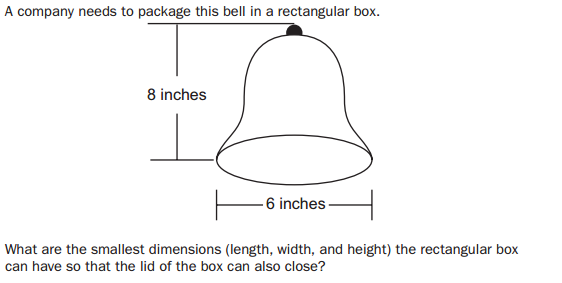 A company needs to package this bell in a rectangular box.
8 inches
6 inches
What are the smallest dimensions (length, width, and height) the rectangular box
can have so that the lid of the box can also close?